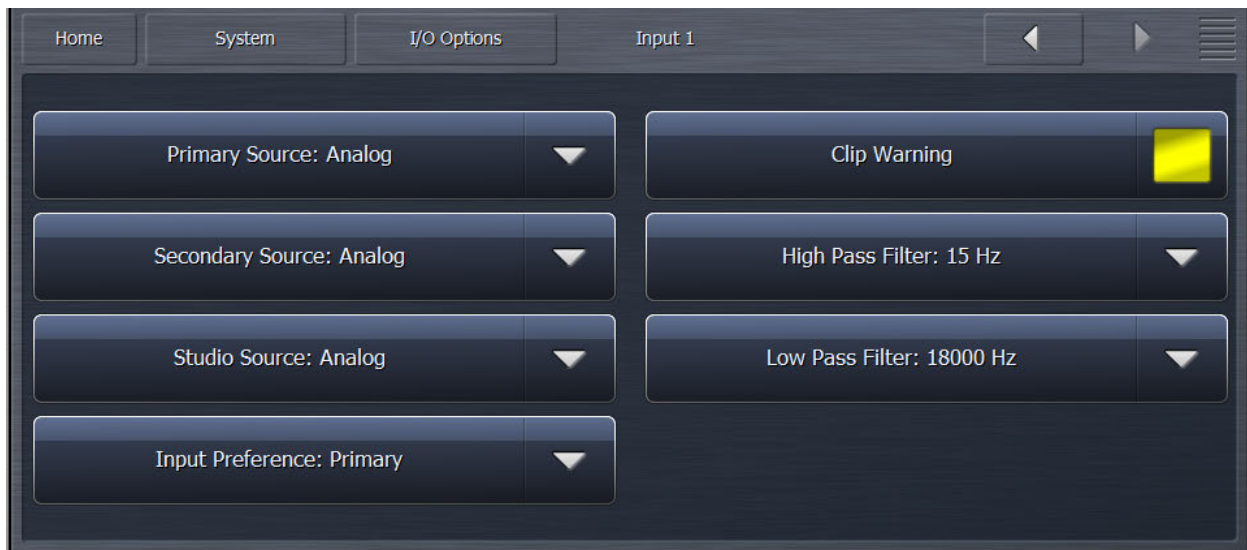 Home
System
I/O Options
Input 1
Primary Source: Analog
Clip Warning
Secondary Source: Analog
High Pass Filter: 15 Hz
Studio Source: Analog
Low Pass Filter: 18000 Hz
Input Preference: Primary